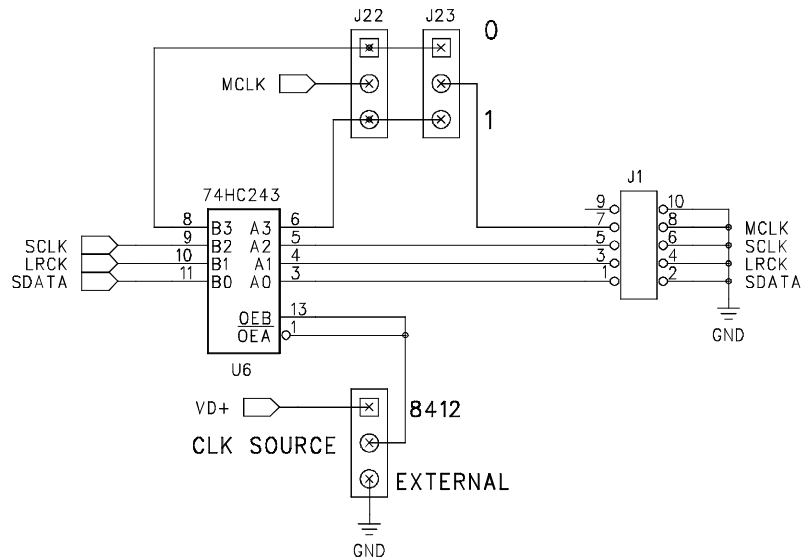 J22 J23
0
MCLK
1
74HC243
J1
8 B3 A3 6
9 10
7 8 MCLK
SCLK 9 B2 A2 5
5 6 SCLK
LRCK 10 B1 A1 4
3 4 LRCK
SDATA 11 B0 A0 3
1 2 SDATA
OEB 13
OEA 1
GND
U6
VD+
8412
CLK SOURCE
EXTERNAL
GND